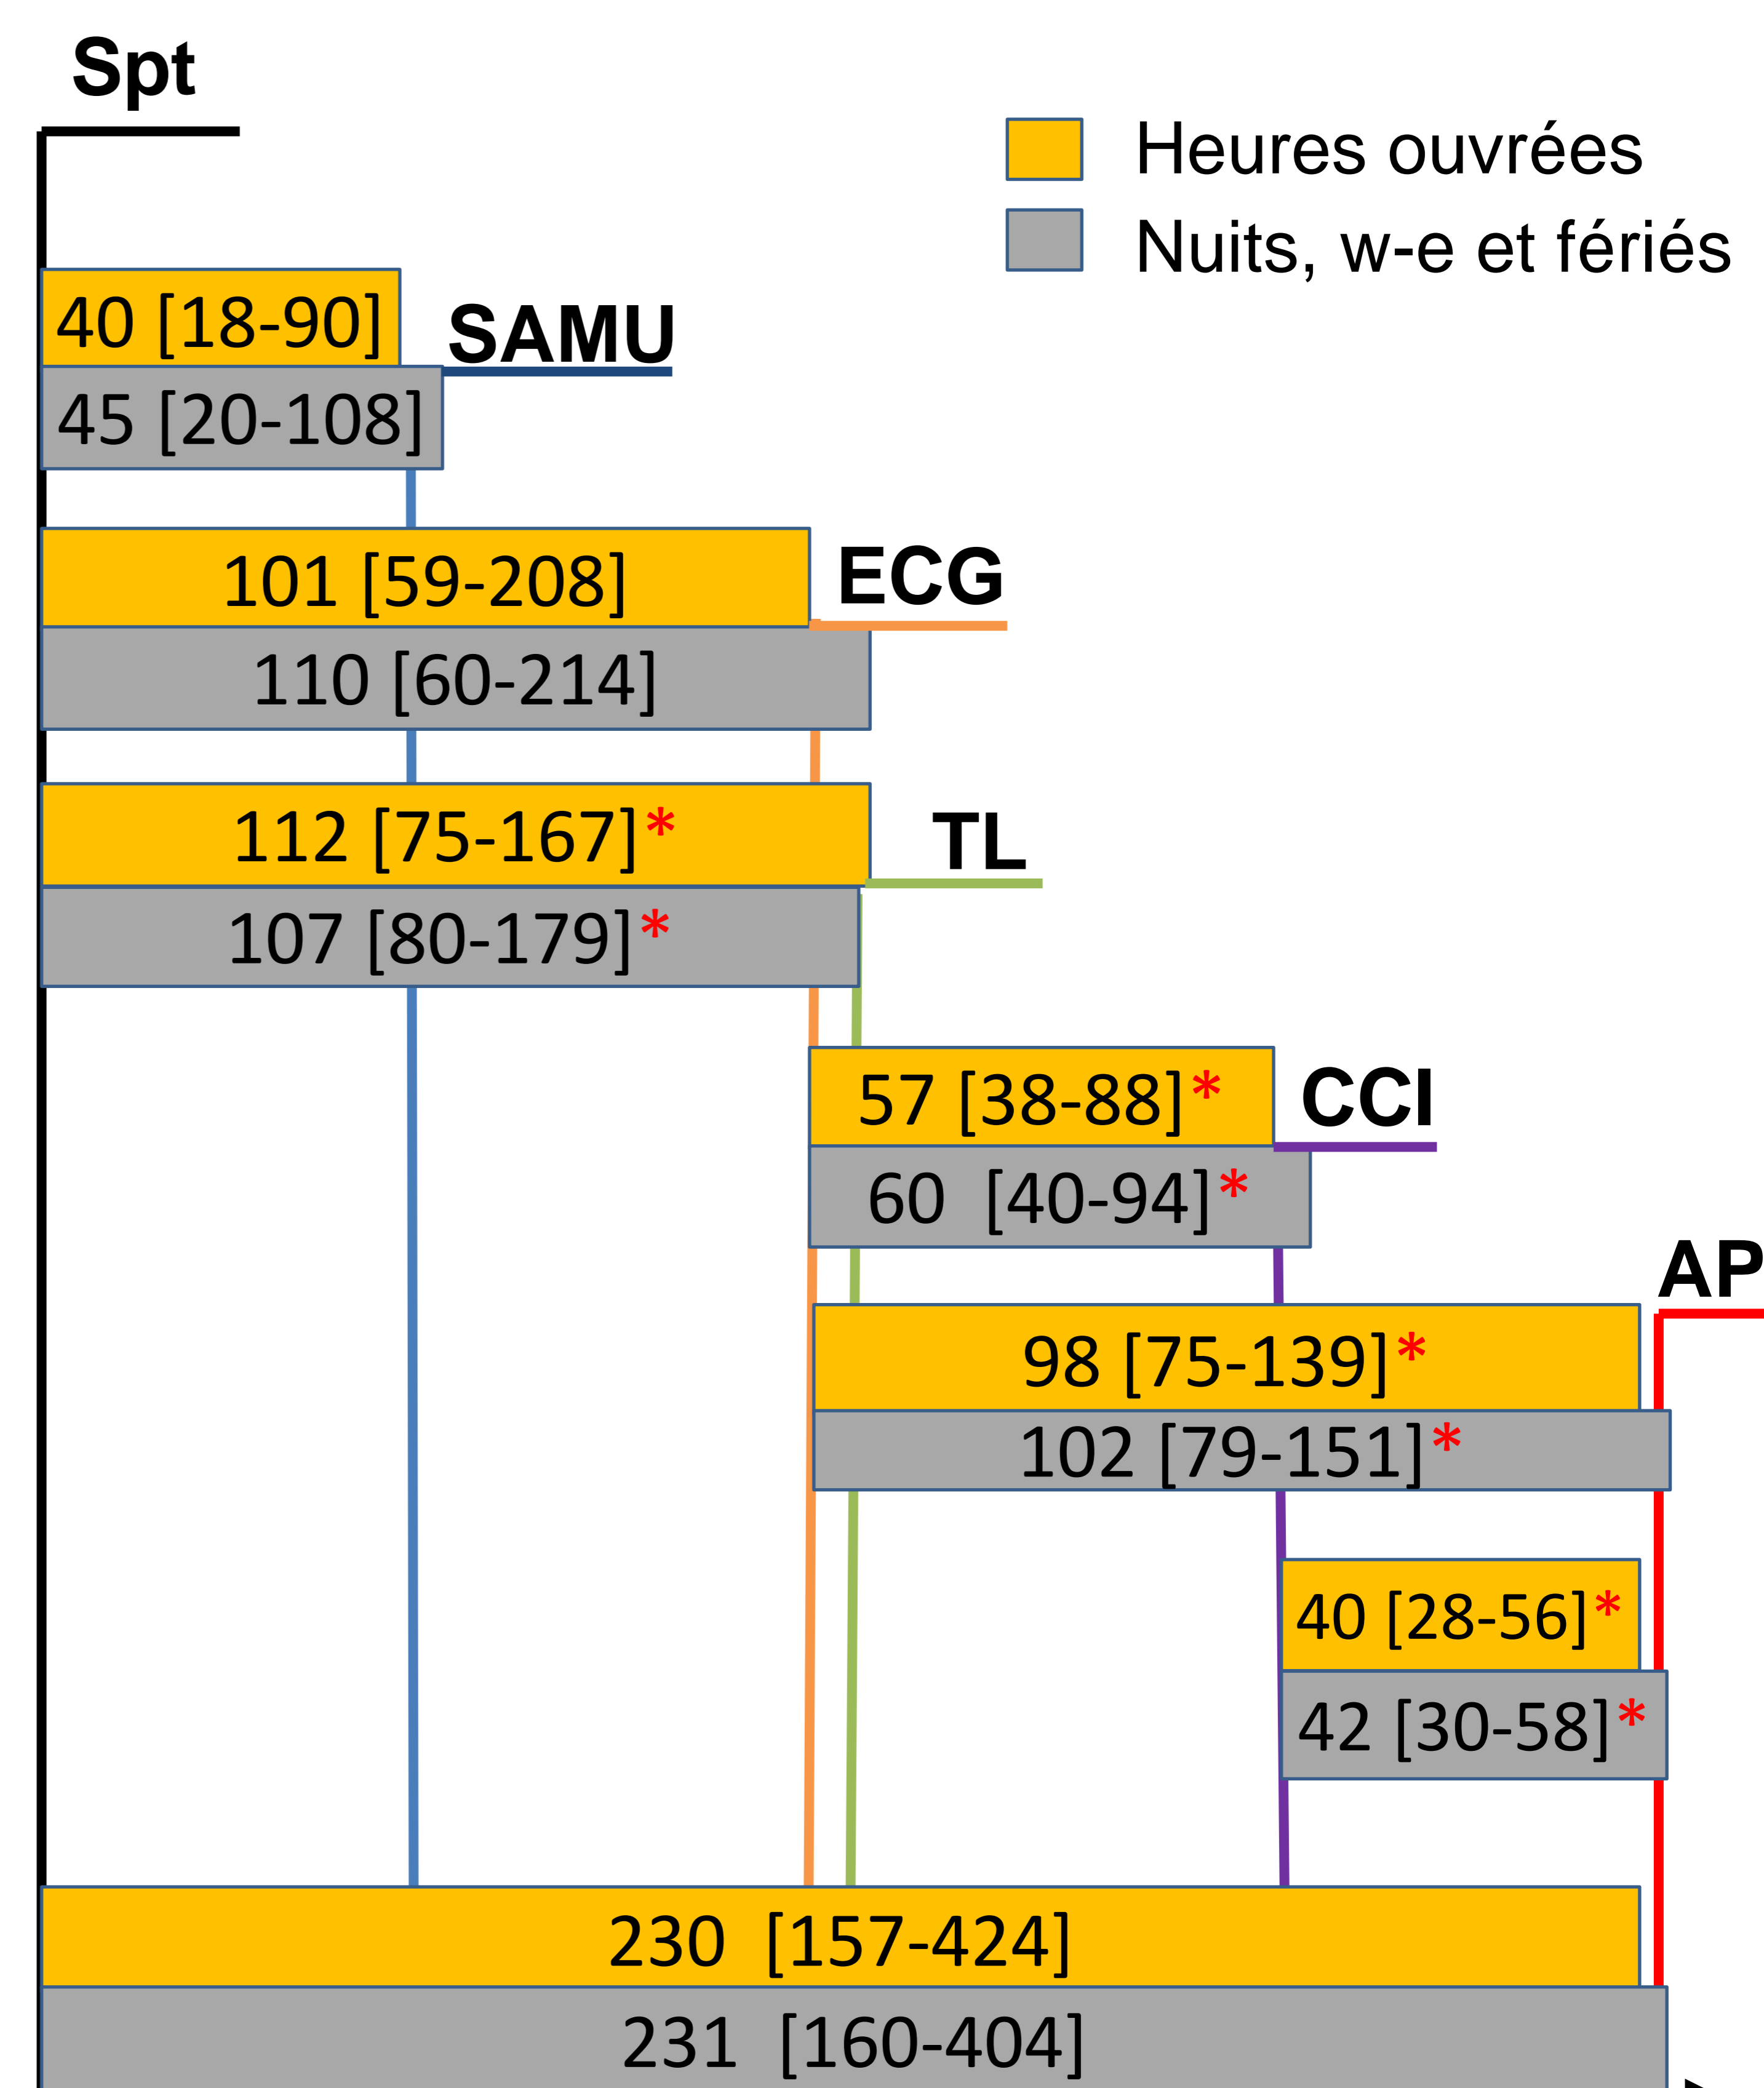 Spt
Heures ouvrées
Nuits, w-e et fériés
40 [18-90]
SAMU
45 [20-108]
101 [59-208]
ECG
110 [60-214]
112 [75-167]*
TL
107 [80-179]*
57 [38-88]*
CCI
60 [40-94]*
AP
98 [75-139]*
102 [79-151]*
40 [28-56]*
42 [30-58]*
230 [157-424]
231 [160-404]